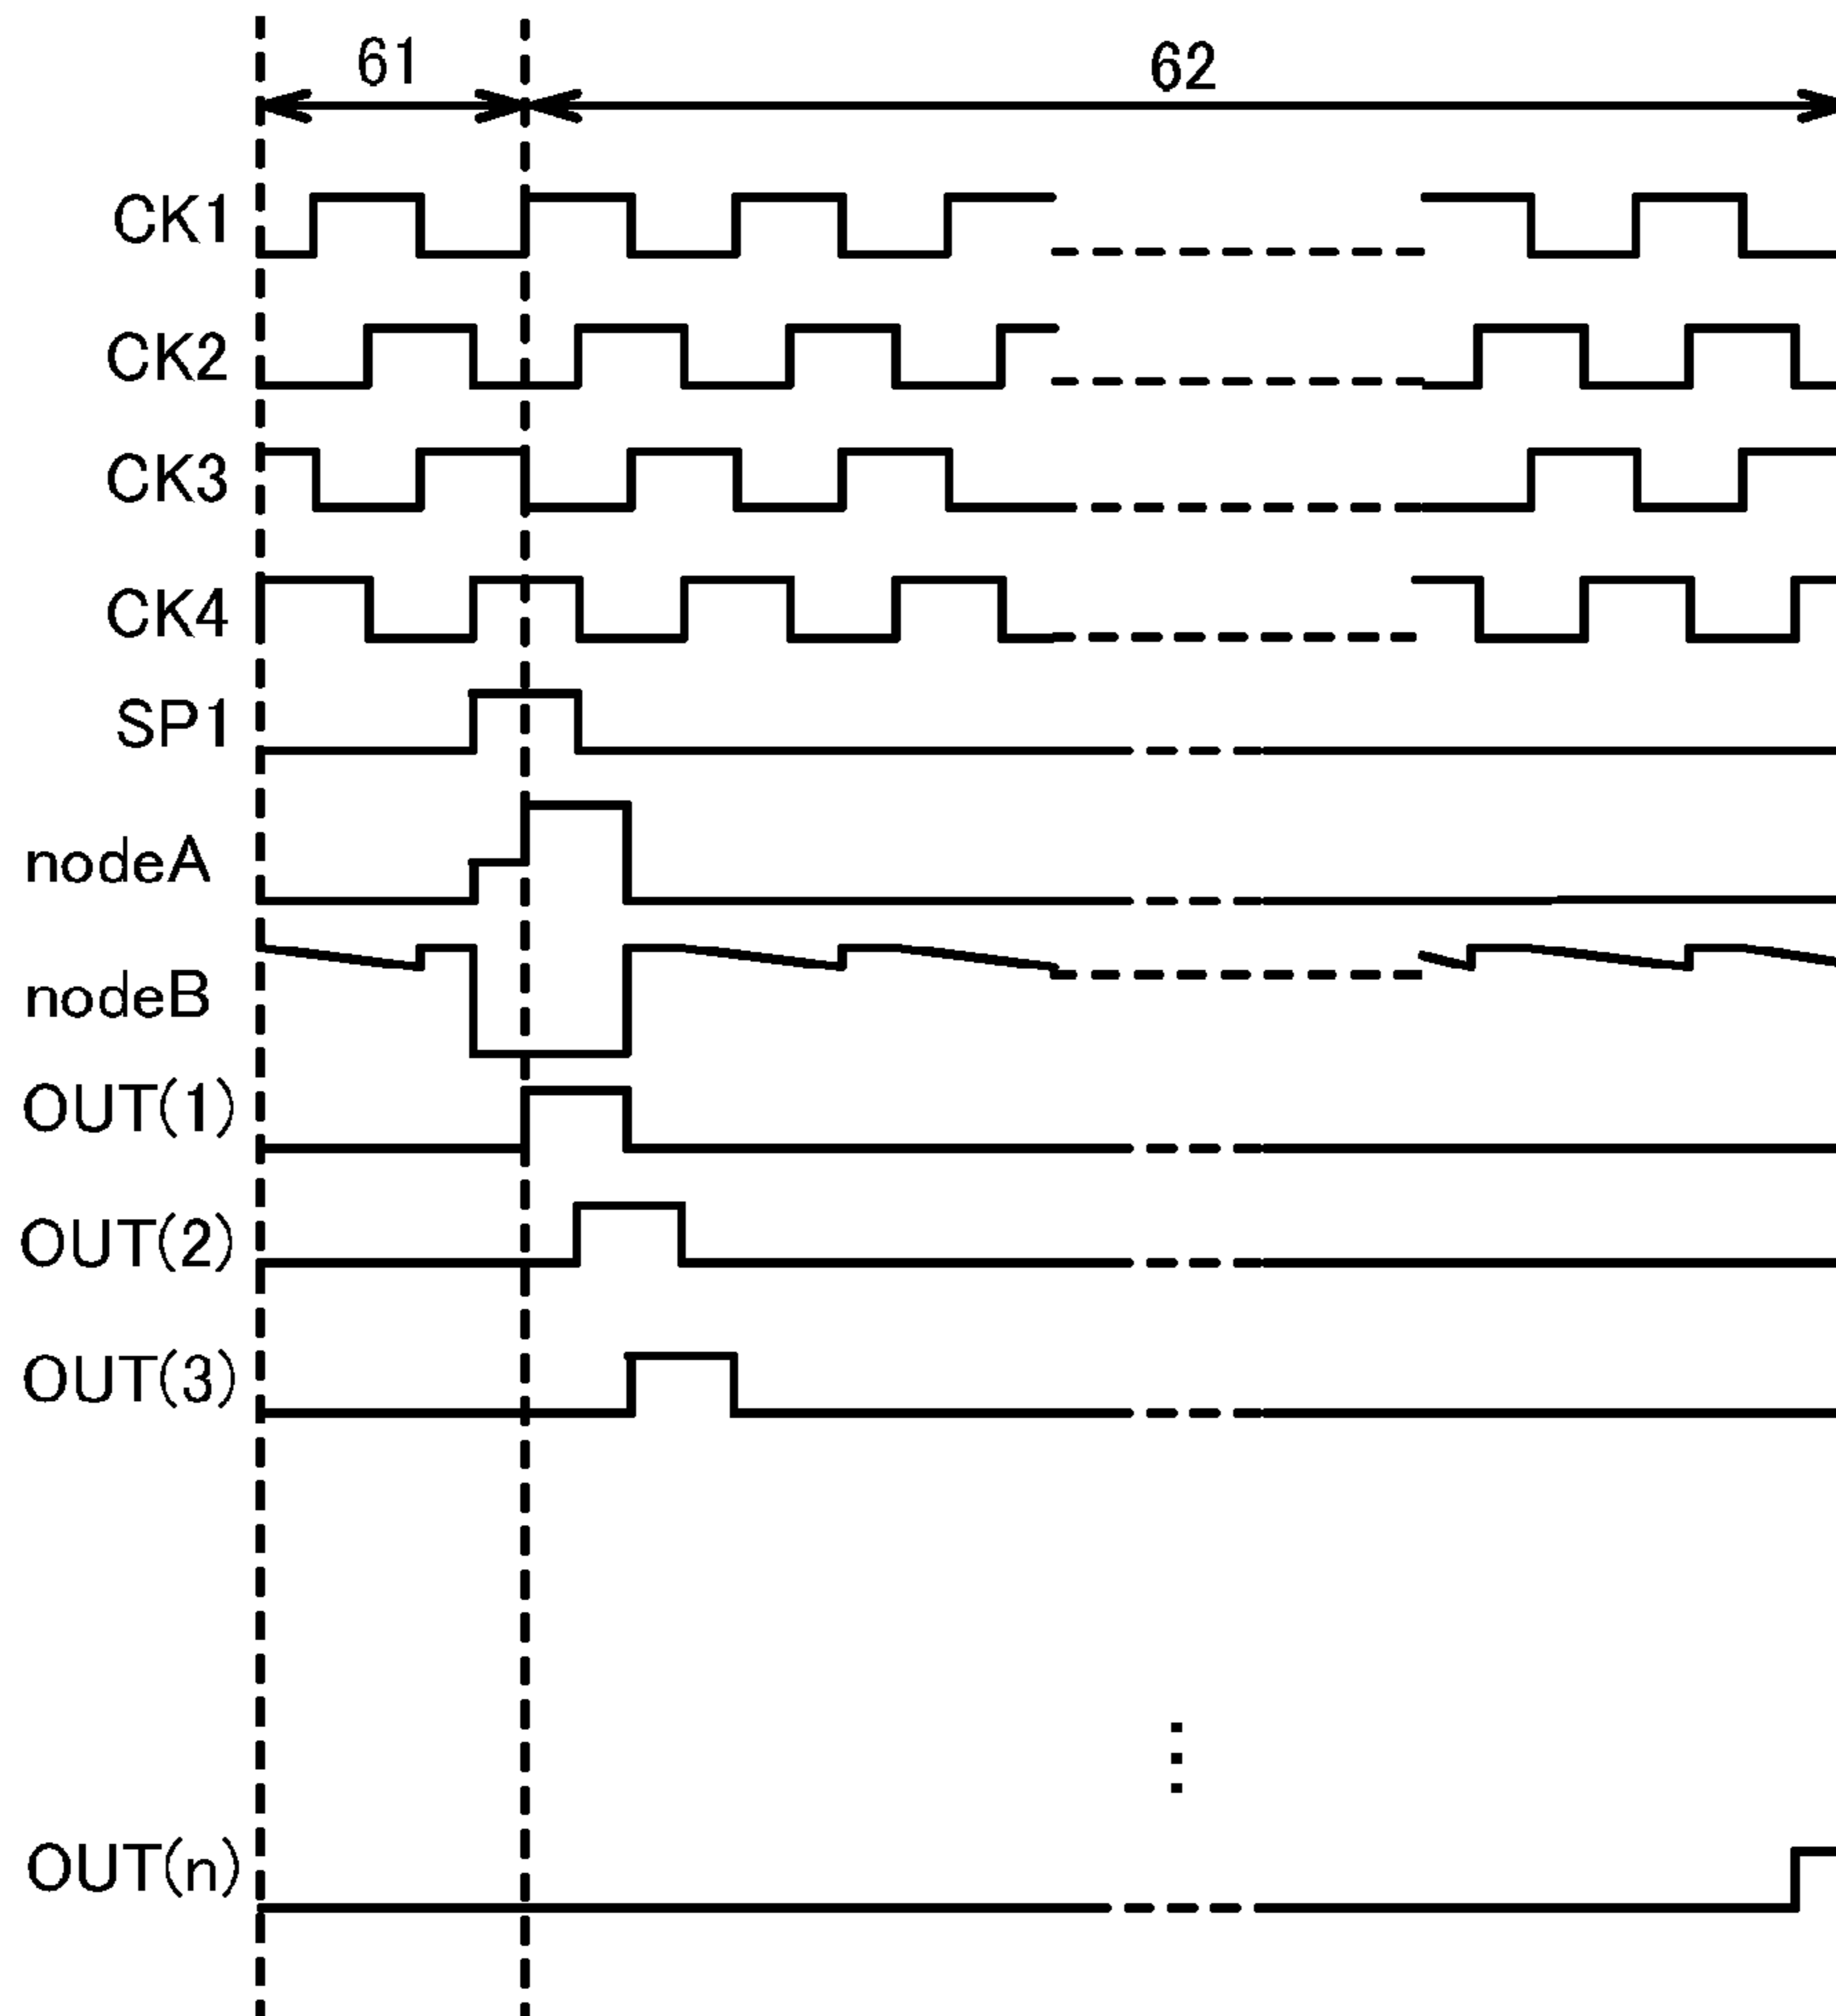 61
62
CK1
CK2
CK3
CK4
SP1
nodeA
nodeB
OUT(1)
OUT(2)
OUT(3)
OUT(n)